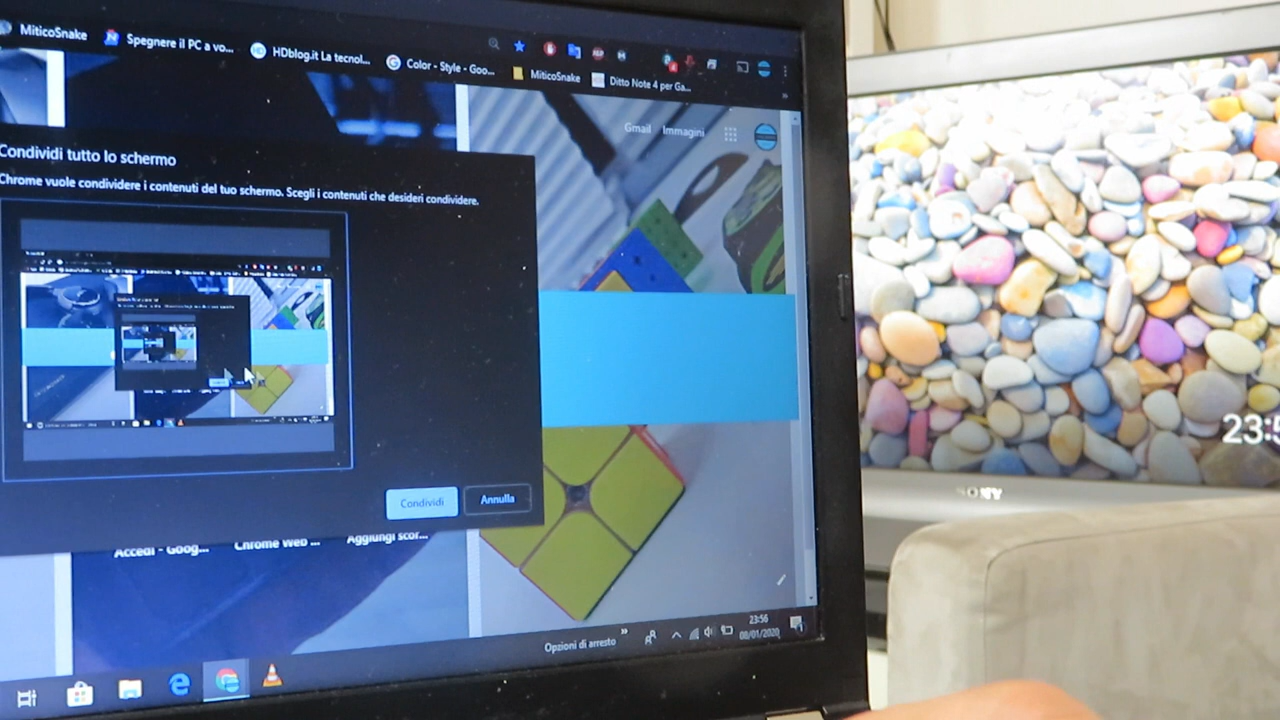 MiticoSnake
Spegnere il PC a vo...
HDblog.it La tecnol...
Color - Style - Goo...
MiticoSnake
Ditto Note 4 per Ga...
Gmail Immagini
Condividi tutto lo schermo
Chrome vuole condividere i contenuti del tuo schermo. Scegli i contenuti che desideri condividere.
Condividi Annulla
Accedi - Goog... Chrome Web ... Aggiungi scor...
Opzioni di arresto
23:56
08/01/2020
SONY
23:5